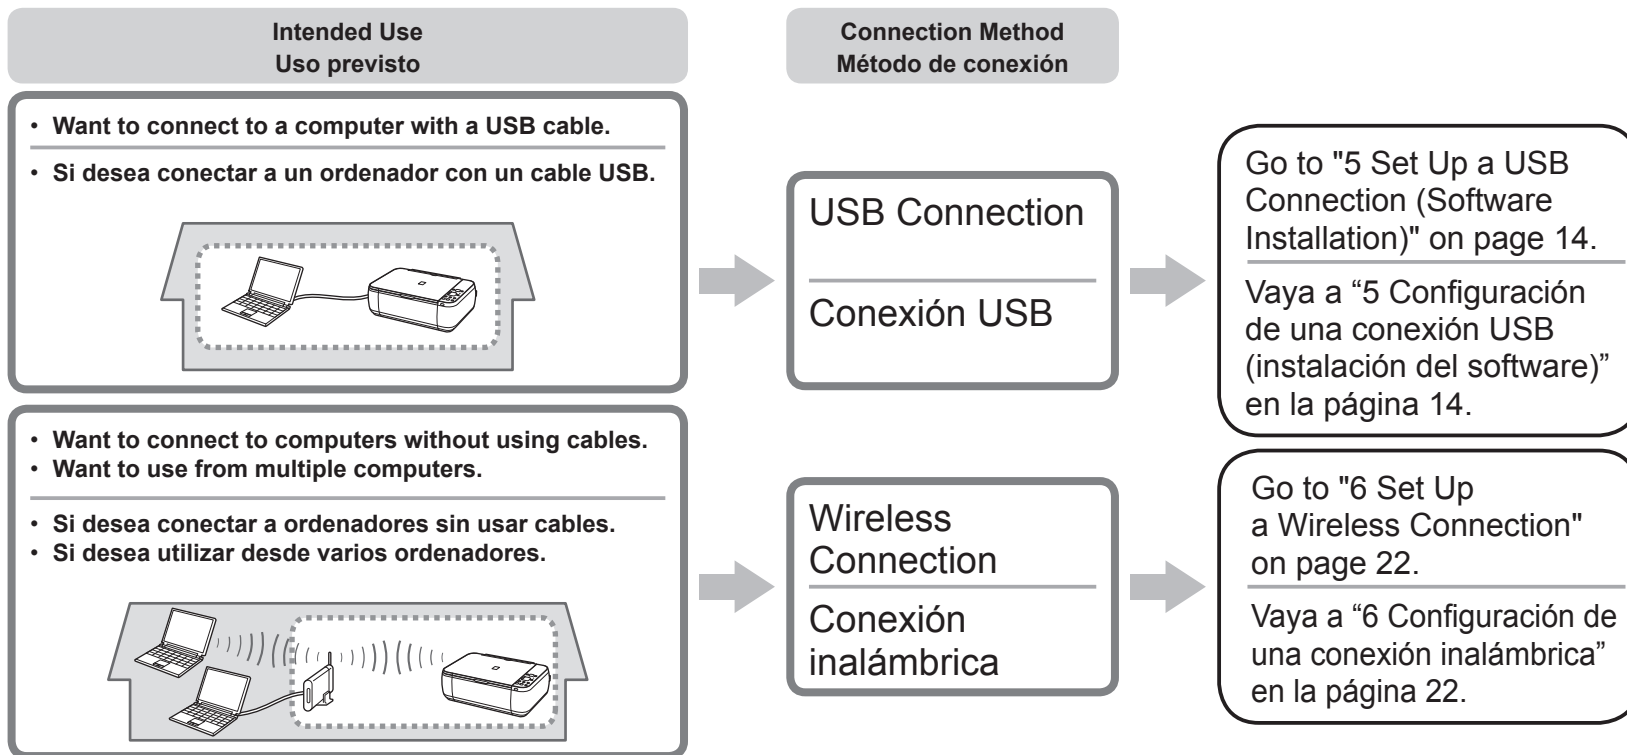 Intended Use
Uso previsto
Connection Method
Método de conexión
• Want to connect to a computer with a USB cable.
• Si desea conectar a un ordenador con un cable USB.
USB Connection
Conexión USB
Go to "5 Set Up a USB
Connection (Software
Installation)" on page 14.
Vaya a “5 Configuración
de una conexión USB
(instalación del software)”
en la página 14.
• Want to connect to computers without using cables.
• Want to use from multiple computers.
• Si desea conectar a ordenadores sin usar cables.
• Si desea utilizar desde varios ordenadores.
Wireless
Connection
Conexión
inalámbrica
Go to "6 Set Up
a Wireless Connection"
on page 22.
Vaya a “6 Configuración de
una conexión inalámbrica”
en la página 22.